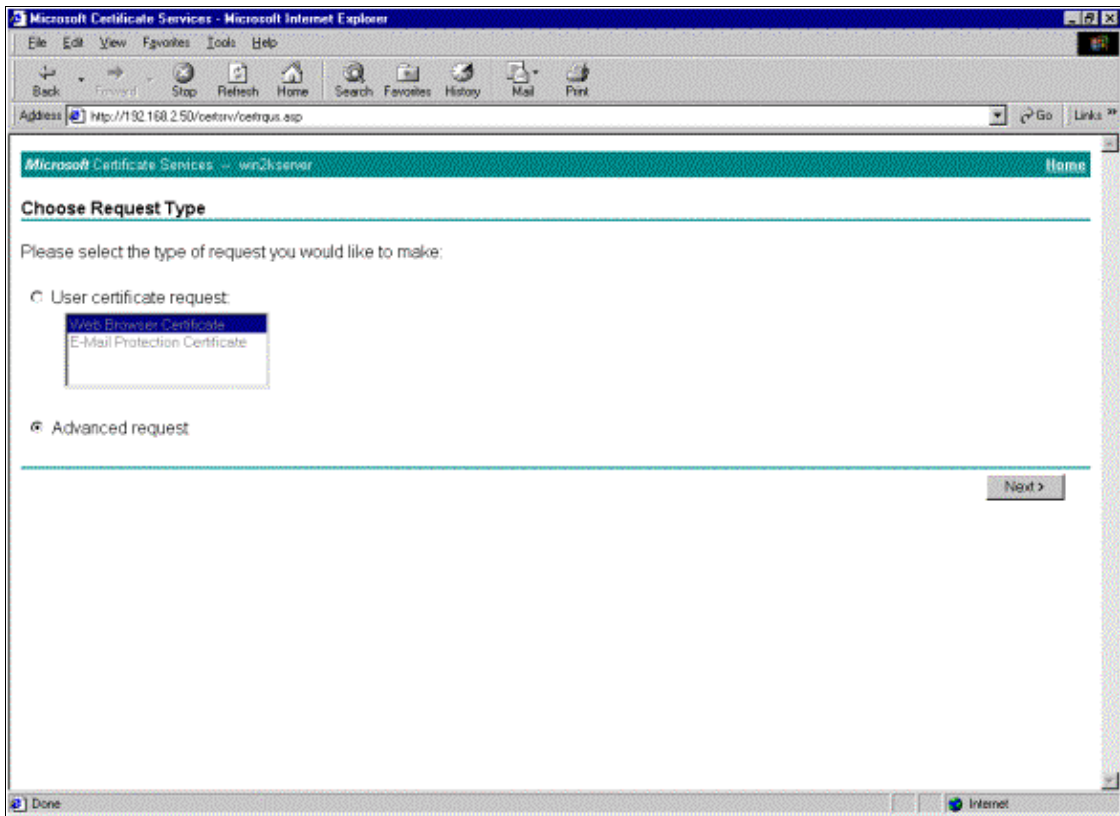 Microsoft Certificate Services - Microsoft Internet Explorer
File Edit View Favorites Tools Help
Back Forward Stop Refresh Home Search Favorites History Mail Print
Address http://192.168.2.50/certsrv/certrqus.asp Go Links »
Microsoft Certificate Services -- win2kserver Home
Choose Request Type
Please select the type of request you would like to make:
User certificate request:
Web Browser Certificate
E-Mail Protection Certificate
Advanced request
Next >
Done Internet